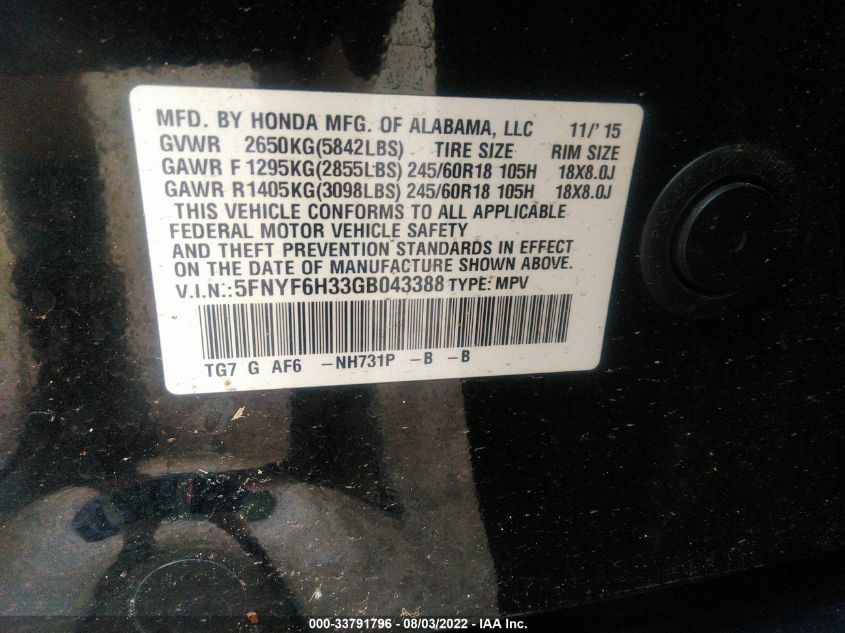 MFD. BY HONDA MFG. OF ALABAMA, LLC 11/'15
GVWR 2650KG(5842LBS) TIRE SIZE RIM SIZE
GAWR F 1295KG(2855LBS) 245/60R18 105H 18X8.0J
GAWR R1405KG(3098LBS) 245/60R18 105H 18X8.0J
THIS VEHICLE CONFORMS TO ALL APPLICABLE
FEDERAL MOTOR VEHICLE SAFETY
AND THEFT PREVENTION STANDARDS IN EFFECT
ON THE DATE OF MANUFACTURE SHOWN ABOVE.
V.I.N.:5FNYF6H33GB043388 TYPE: MPV
TG7 G AF6 -NH731P -B -B
000-33791796 - 08/03/2022 - IAA Inc.